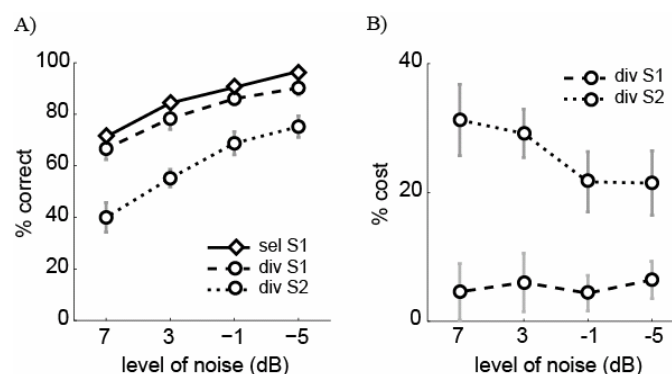 A)
100
80
60
40
20
0
% correct
sel S1
div S1
div S2
7 3 −1 −5
level of noise (dB)
B)
40
20
0
% cost
div S1
div S2
7 3 -1 -5
level of noise (dB)